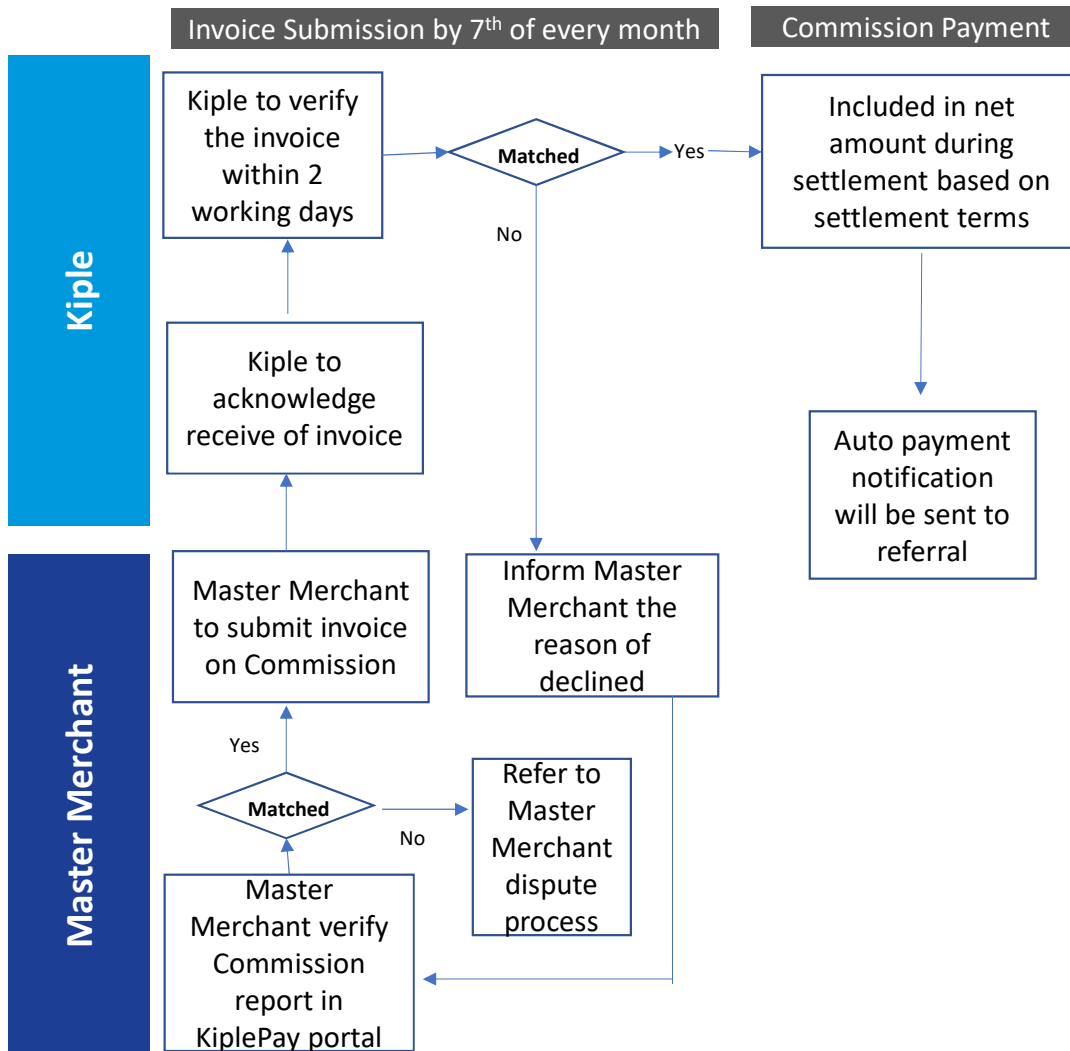 Invoice Submission by 7th of every month
Commission Payment
Kiple
Kiple to verify
the invoice
within 2
working days
Matched
Yes
Included in net
amount during
settlement based on
settlement terms
No
Kiple to
acknowledge
receive of invoice
Auto payment
notification
will be sent to
referral
Master Merchant
Master Merchant
to submit invoice
on Commission
Inform Master
Merchant the
reason of
declined
Yes
Matched
No
Refer to
Master
Merchant
dispute
process
Master
Merchant verify
Commission
report in
KiplePay portal